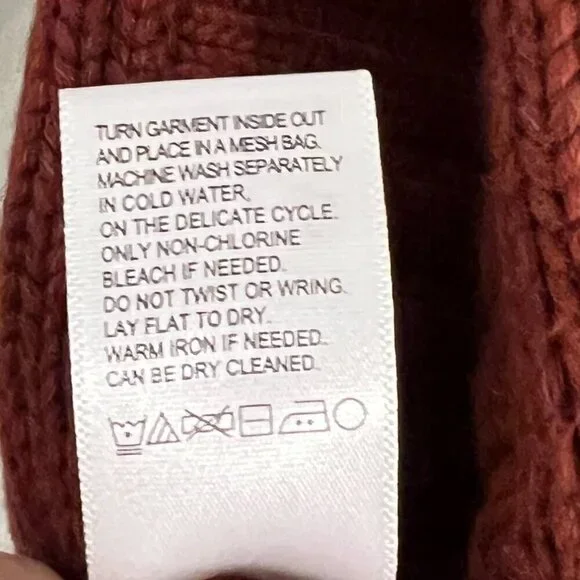 TURN GARMENT INSIDE OUT
AND PLACE IN A MESH BAG.
MACHINE WASH SEPARATELY
IN COLD WATER,
ON THE DELICATE CYCLE.
ONLY NON-CHLORINE
BLEACH IF NEEDED.
DO NOT TWIST OR WRING.
LAY FLAT TO DRY.
WARM IRON IF NEEDED.
CAN BE DRY CLEANED.